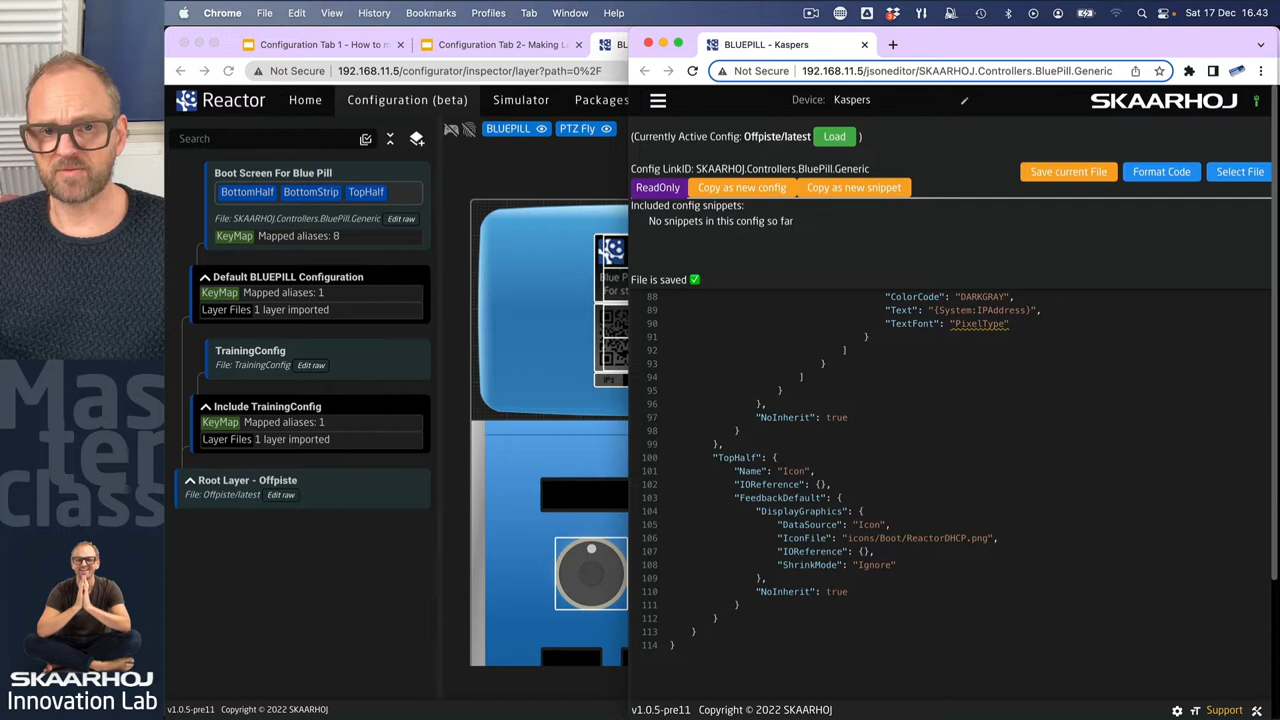 Chrome File Edit View History Bookmarks Profiles Tab Window Help
Sat 17 Dec 16.43
Configuration Tab 1 - How to m
Configuration Tab 2- Making L
BL
Not Secure 192.168.11.5/configurator/inspector/layer?path=0%2F
Reactor Home Configuration (beta) Simulator Packages
Search
BLUEPILL PTZ Fly
Boot Screen For Blue Pill
BottomHalf BottomStrip TopHalf
File: SKAARHOJ.Controllers.BluePill.Generic Edit raw
KeyMap Mapped aliases: 8
Default BLUEPILL Configuration
KeyMap Mapped aliases: 1
Layer Files 1 layer imported
TrainingConfig
File: TrainingConfig Edit raw
Include TrainingConfig
KeyMap Mapped aliases: 1
Layer Files 1 layer imported
Root Layer - Offpiste
File: Offpiste/latest Edit raw
Blue P
For st
IP:
v1.0.5-pre11 Copyright © 2022 SKAARHOJ
BLUEPILL - Kaspers
Not Secure 192.168.11.5/jsoneditor/SKAARHOJ.Controllers.BluePill.Generic
Device: Kaspers
SKAARHOJ
(Currently Active Config: Offpiste/latest Load )
Config LinkID: SKAARHOJ.Controllers.BluePill.Generic
Save current File Format Code Select File
ReadOnly Copy as new config Copy as new snippet
Included config snippets:
No snippets in this config so far
File is saved
88 "ColorCode": "DARKGRAY",
89 "Text": "{System:IPAddress}",
90 "TextFont": "PixelType"
91 }
92 ]
93 }
94 ]
95 }
96 },
97 "NoInherit": true
98 }
99 },
100 "TopHalf": {
101 "Name": "Icon",
102 "IOReference": {},
103 "FeedbackDefault": {
104 "DisplayGraphics": {
105 "DataSource": "Icon",
106 "IconFile": "icons/Boot/ReactorDHCP.png",
107 "IOReference": {},
108 "ShrinkMode": "Ignore"
109 },
110 "NoInherit": true
111 }
112 }
113 }
114 }
v1.0.5-pre11 Copyright © 2022 SKAARHOJ
Support
Mas
ter
Class
SKAARHOJ
Innovation Lab